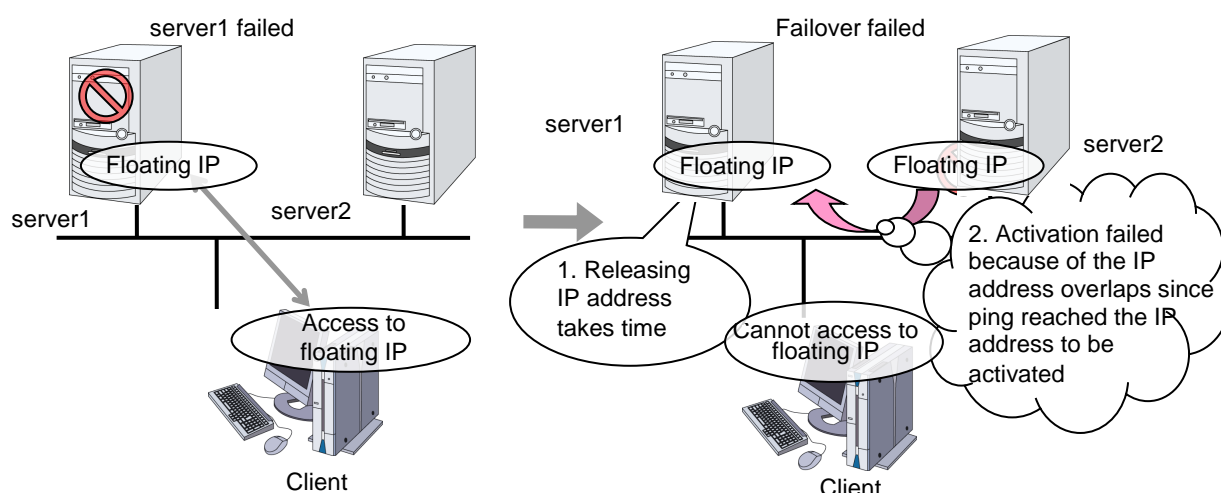 server1 failed
Floating IP
server1
server2
Access to
floating IP
Client
Failover failed
server1
Floating IP
Floating IP
server2
1. Releasing
IP address
takes time
2. Activation failed
because of the IP
address overlaps since
ping reached the IP
address to be
activated
Cannot access to
floating IP
Client